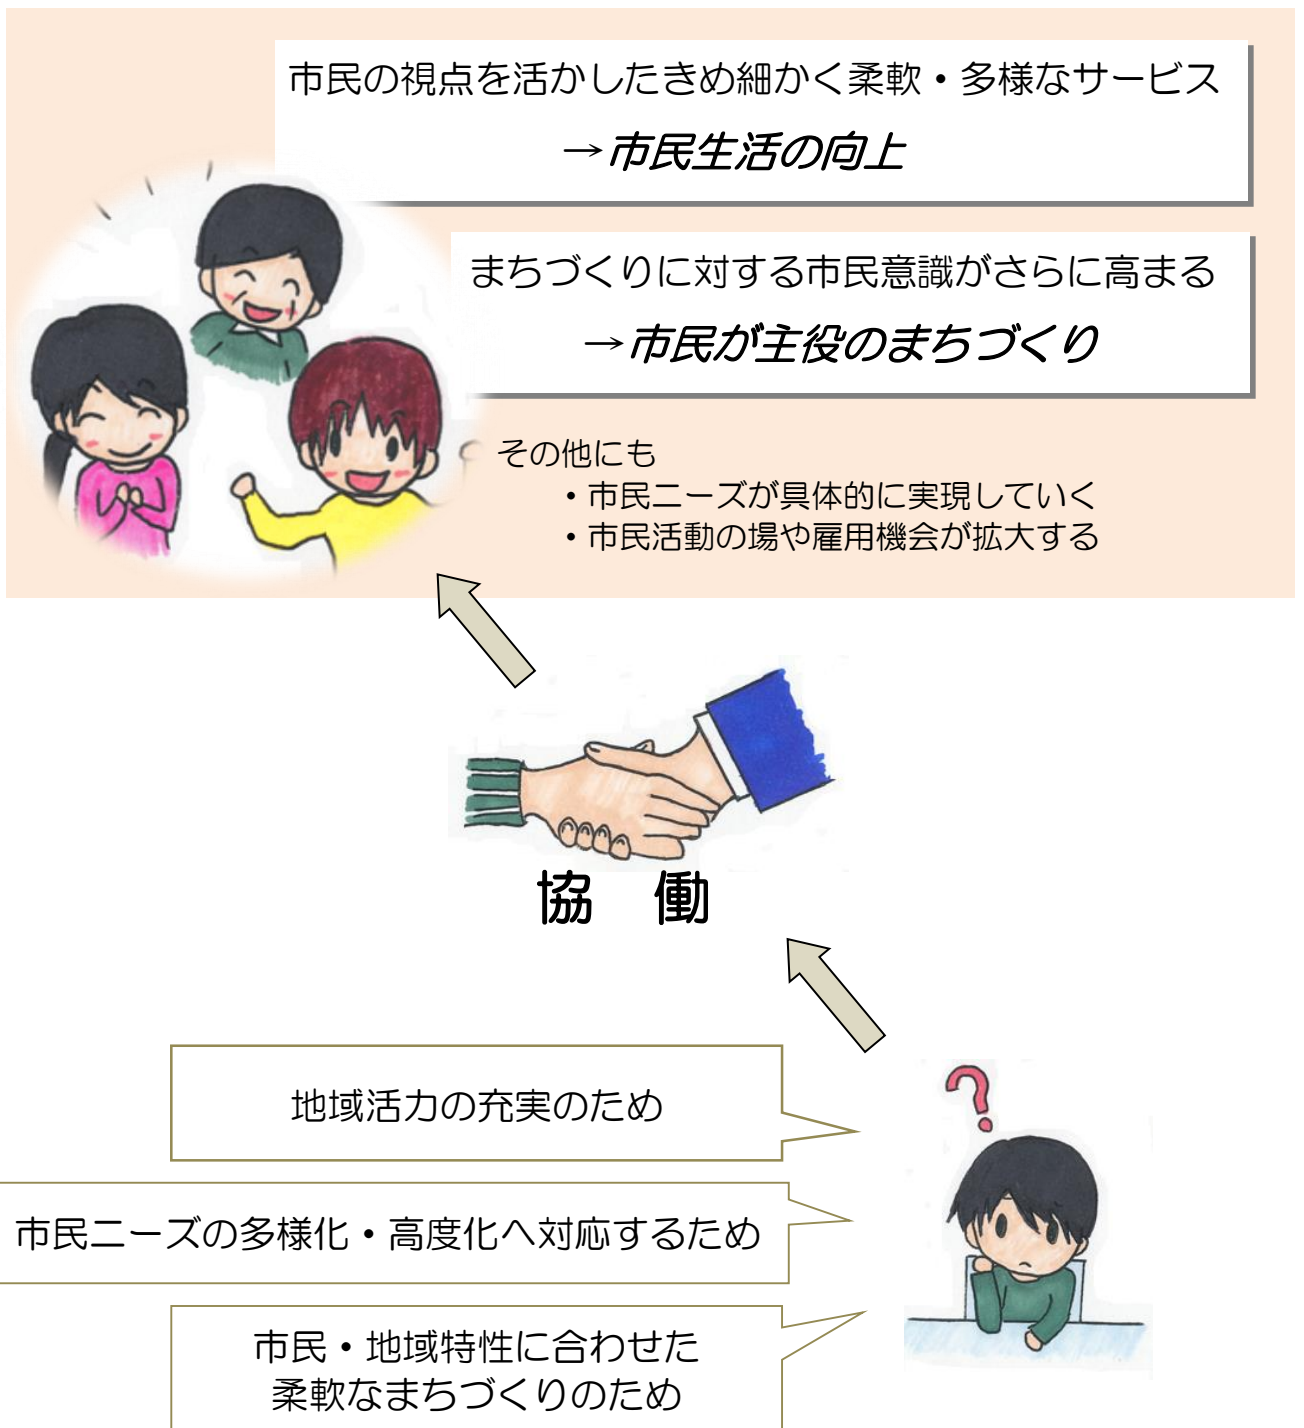 市民の視点を活かしたきめ細かく柔軟・多様なサービス
→市民生活の向上
まちづくりに対する市民意識がさらに高まる
→市民が主役のまちづくり
その他にも
・市民ニーズが具体的に実現していく
・市民活動の場や雇用機会が拡大する
協 働
?
地域活力の充実のため
市民ニーズの多様化・高度化へ対応するため
市民・地域特性に合わせた
柔軟なまちづくりのため